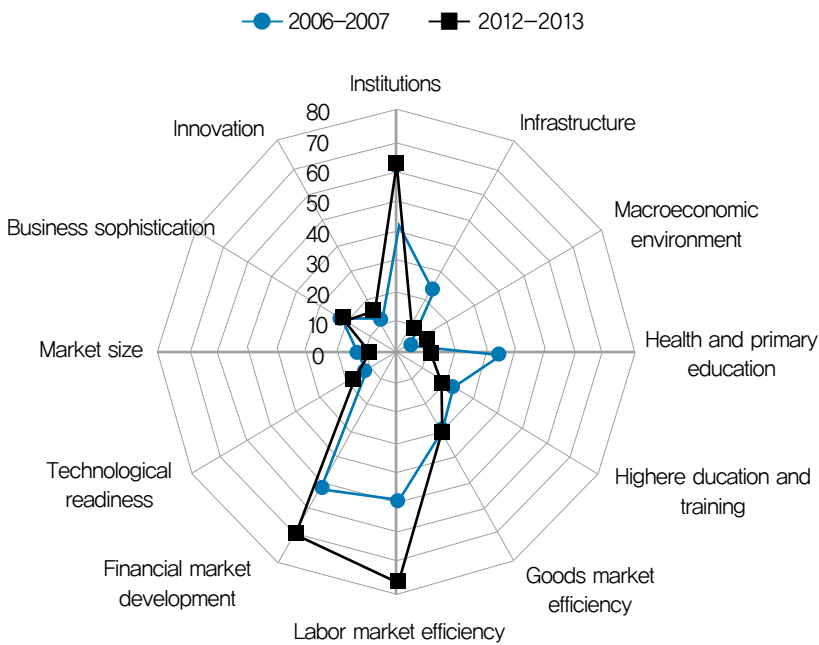 2006–2007
2012–2013
Institutions
Infrastructure
Macroeconomic
environment
Health and primary
education
Highere ducation and
training
Goods market
efficiency
Labor market efficiency
Financial market
development
Technological
readiness
Market size
Business sophistication
Innovation
80
70
60
50
40
30
20
10
0